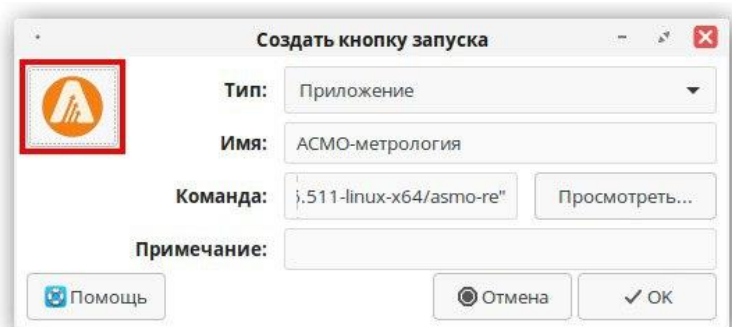 Создать кнопку запуска
Тип: Приложение
Имя: АСМО-метрология
Команда: .511-linux-x64/asmo-re" Просмотреть...
Примечание:
Помощь Отмена OK